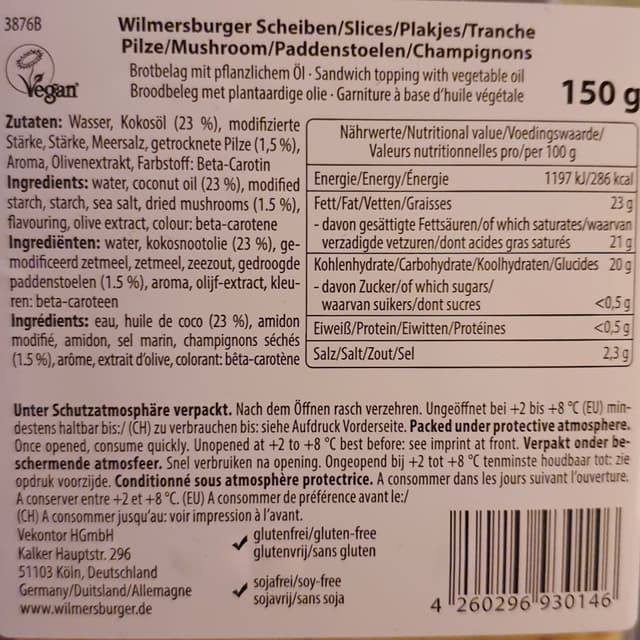 3876B
Wilmersburger Scheiben/Slices/Plakjes/Tranche
Pilze/Mushroom/Paddenstoelen/Champignons
Brotbelag mit pflanzlichem Öl · Sandwich topping with vegetable oil
Broodbeleg met plantaardige olie · Garniture à base d'huile végétale
150 g
Vegan
Zutaten: Wasser, Kokosöl (23 %), modifizierte
Stärke, Stärke, Meersalz, getrocknete Pilze (1,5 %),
Aroma, Olivenextrakt, Farbstoff: Beta-Carotin
Ingredients: water, coconut oil (23 %), modified
starch, starch, sea salt, dried mushrooms (1.5 %),
flavouring, olive extract, colour: beta-carotene
Ingrediënten: water, kokosnootolie (23 %), ge-
modificeerd zetmeel, zetmeel, zeezout, gedroogde
paddenstoelen (1.5 %), aroma, olijf-extract, kleu-
ren: beta-caroteen
Ingrédients: eau, huile de coco (23 %), amidon
modifié, amidon, sel marin, champignons séchés
(1.5 %), arôme, extrait d'olive, colorant: bêta-carotène
Nährwerte/Nutritional value/Voedingswaarde/
Valeurs nutritionnelles pro/per 100 g
Energie/Energy/Énergie 1197 kJ/286 kcal
Fett/Fat/Vetten/Graisses 23 g
- davon gesättigte Fettsäuren/of which saturates/waarvan
verzadigde vetzuren/dont acides gras saturés 21 g
Kohlenhydrate/Carbohydrate/Koolhydraten/Glucides 20 g
- davon Zucker/of which sugars/
waarvan suikers/dont sucres <0,5 g
Eiweiß/Protein/Eiwitten/Protéines <0,5 g
Salz/Salt/Zout/Sel 2,3 g
Unter Schutzatmosphäre verpackt. Nach dem Öffnen rasch verzehren. Ungeöffnet bei +2 bis +8 °C (EU) min-
destens haltbar bis:/ (CH) zu verbrauchen bis: siehe Aufdruck Vorderseite. Packed under protective atmosphere.
Once opened, consume quickly. Unopened at +2 to +8 °C best before: see imprint at front. Verpakt onder be-
schermende atmosfeer. Snel verbruiken na opening. Ongeopend bij +2 tot +8 °C tenminste houdbaar tot: zie
opdruk voorzijde. Conditionné sous atmosphère protectrice. A consommer dans les jours suivant l'ouverture.
A conserver entre +2 et +8 °C. (EU) A consommer de préférence avant le:/
(CH) A consommer jusqu'au: voir impression à l'avant.
Vekontor HGmbH
Kalker Hauptstr. 296
51103 Köln, Deutschland
Germany/Duitsland/Allemagne
www.wilmersburger.de
glutenfrei/gluten-free
glutenvrij/sans gluten
sojafrei/soy-free
sojavrij/sans soja
4 260296 930146